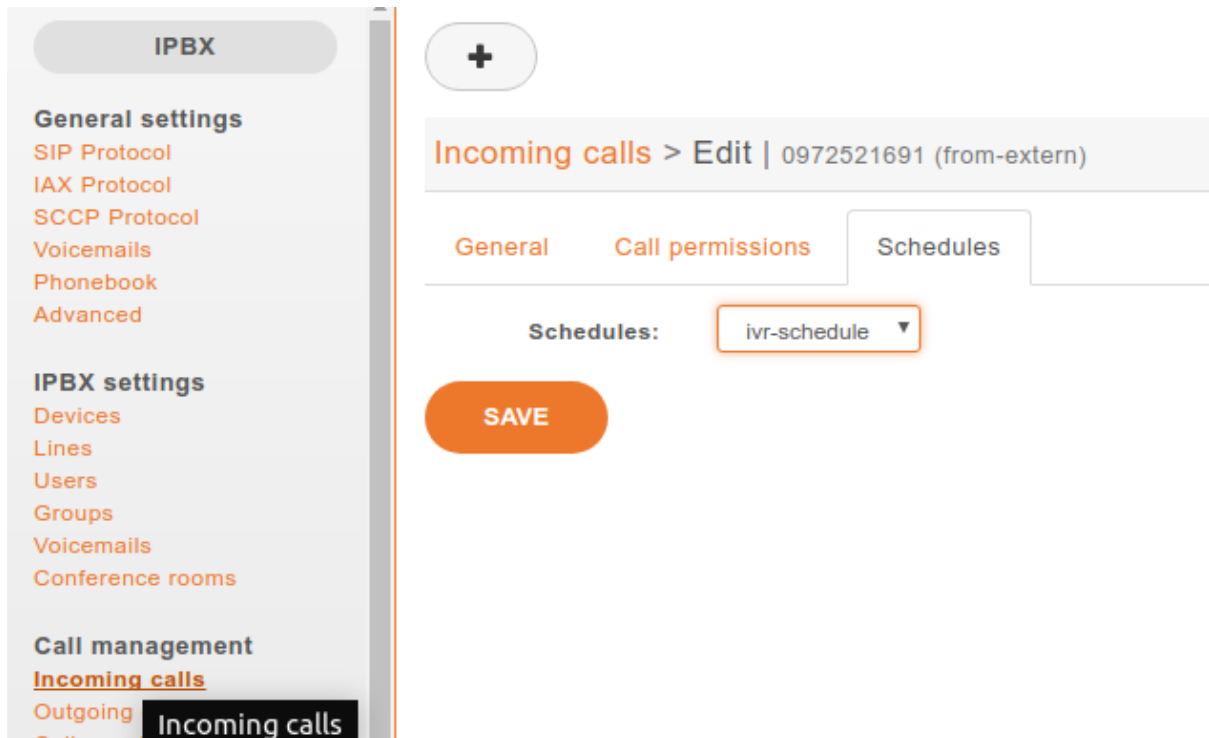 IPBX
General settings
SIP Protocol
IAX Protocol
SCCP Protocol
Voicemails
Phonebook
Advanced
IPBX settings
Devices
Lines
Users
Groups
Voicemails
Conference rooms
Call management
Incoming calls
Outgoing
Incoming calls
Incoming calls > Edit | 0972521691 (from-extern)
General Call permissions Schedules
Schedules: ivr-schedule
SAVE